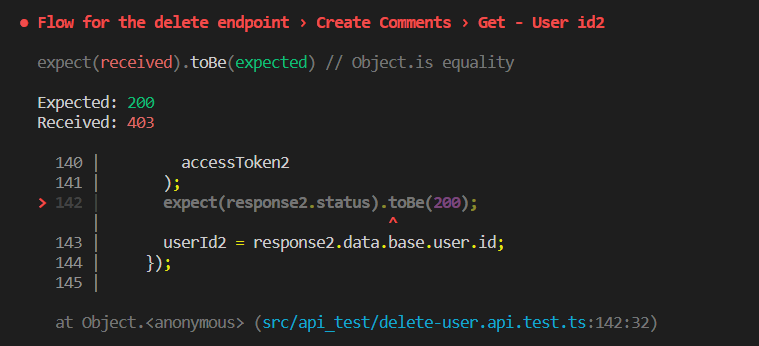 ● Flow for the delete endpoint › Create Comments › Get - User id2
expect(received).toBe(expected) // Object.is equality
Expected: 200
Received: 403
140 |         accessToken2
141 |       );
> 142 |       expect(response2.status).toBe(200);
|                                ^
143 |       userId2 = response2.data.base.user.id;
144 |     });
145 |
at Object.<anonymous> (src/api_test/delete-user.api.test.ts:142:32)